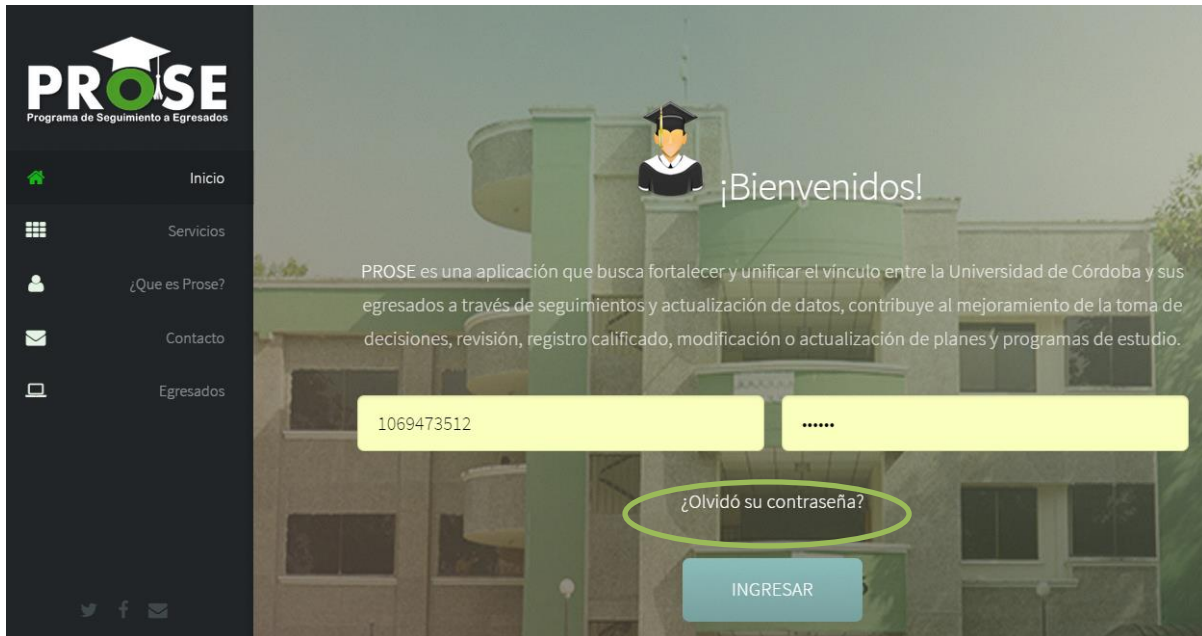 PROSE
Programa de Seguimiento a Egresados
Inicio
Servicios
¿Que es Prose?
Contacto
Egresados
¡Bienvenidos!
PROSE es una aplicación que busca fortalecer y unificar el vínculo entre la Universidad de Córdoba y sus
egresados a través de seguimientos y actualización de datos, contribuye al mejoramiento de la toma de
decisiones, revisión, registro calificado, modificación o actualización de planes y programas de estudio.
1069473512
••••••
¿Olvidó su contraseña?
INGRESAR